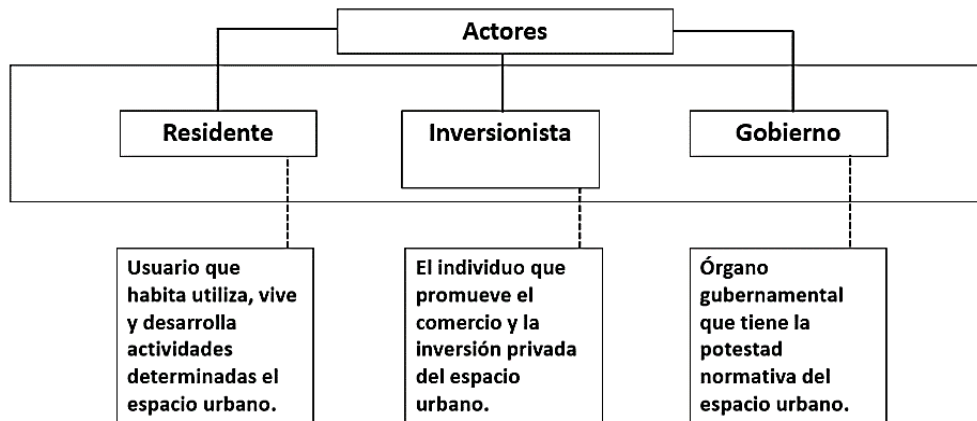 Actores
Residente
Inversionista
Gobierno
Usuario que
habita utiliza, vive
y desarrolla
actividades
determinadas el
espacio urbano.
El individuo que
promueve el
comercio y la
inversión privada
del espacio
urbano.
Órgano
gubernamental
que tiene la
potestad
normativa del
espacio urbano.